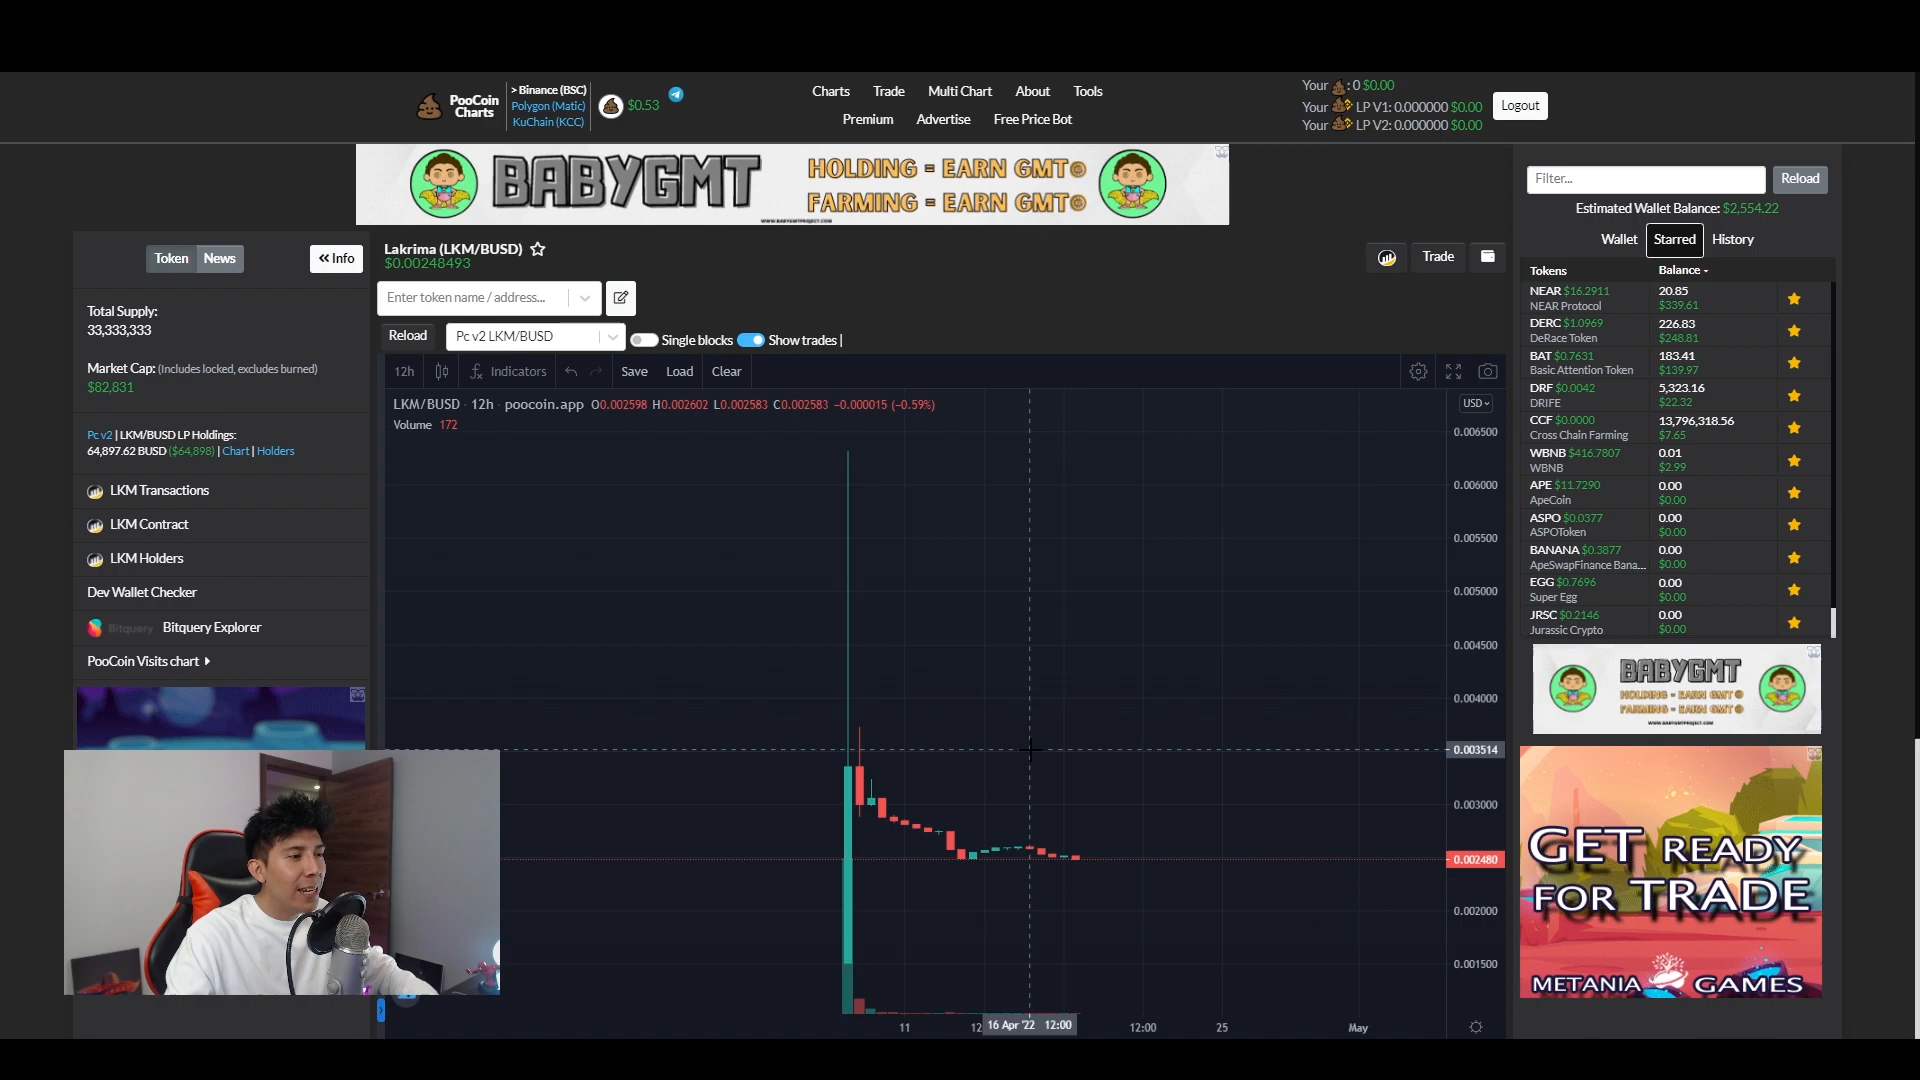 PooCoin
Charts
> Binance (BSC)
Polygon (Matic)
KuChain (KCC)
$0.53
Charts
Trade
Multi Chart
About
Tools
Premium
Advertise
Free Price Bot
Your : 0 $0.00
Your LP V1: 0.000000 $0.00
Your LP V2: 0.000000 $0.00
Logout
BABYGMT
HOLDING = EARN GMT
FARMING = EARN GMT
WWW.BABYGMTPROJECT.COM
Token
News
Info
Total Supply:
33,333,333
Market Cap: (Includes locked, excludes burned)
$82,831
Pc v2 | LKM/BUSD LP Holdings:
64,897.62 BUSD ($64,898) | Chart | Holders
LKM Transactions
LKM Contract
LKM Holders
Dev Wallet Checker
Bitquery Bitquery Explorer
PooCoin Visits chart
Lakrima (LKM/BUSD)
$0.00248493
Trade
Enter token name / address...
Reload
Pc v2 LKM/BUSD
Single blocks
Show trades |
12h
Indicators
Save
Load
Clear
LKM/BUSD · 12h · poocoin.app O0.002598 H0.002602 L0.002583 C0.002583 −0.000015 (−0.59%)
Volume 172
USD
0.006500
0.006000
0.005500
0.005000
0.004500
0.004000
0.003514
0.003000
0.002480
0.002000
0.001500
11
12
16 Apr '22 12:00
12:00
25
May
Filter...
Reload
Estimated Wallet Balance: $2,554.22
Wallet
Starred
History
Tokens
Balance
NEAR $16.2911 20.85
NEAR Protocol $339.61
DERC $1.0969 226.83
DeRace Token $248.81
BAT $0.7631 183.41
Basic Attention Token $139.97
DRF $0.0042 5,323.16
DRIFE $22.32
CCF $0.0000 13,796,318.56
Cross Chain Farming $7.65
WBNB $416.7807 0.01
WBNB $2.99
APE $11.7290 0.00
ApeCoin $0.00
ASPO $0.0377 0.00
ASPOToken $0.00
BANANA $0.3877 0.00
ApeSwapFinance Bana... $0.00
EGG $0.7696 0.00
Super Egg $0.00
JRSC $0.2146 0.00
Jurassic Crypto $0.00
BABYGMT
HOLDING = EARN GMT
FARMING = EARN GMT
WWW.BABYGMTPROJECT.COM
GET READY
FOR TRADE
METANIA GAMES